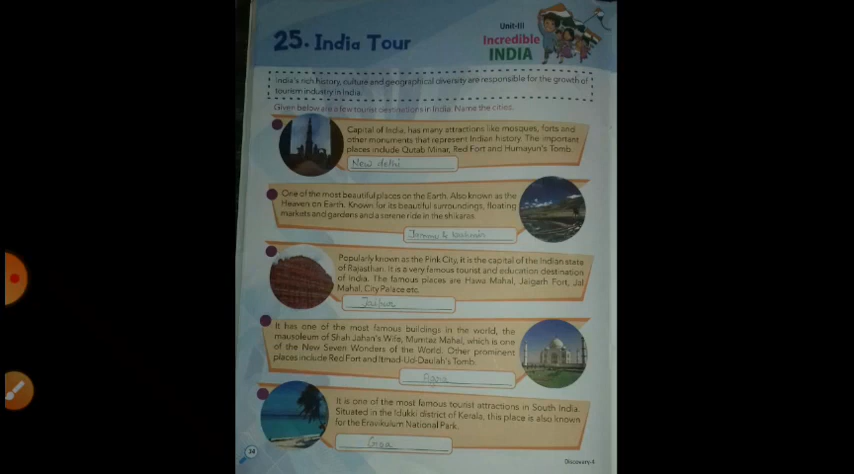 Unit-III
25. India Tour
Incredible
INDIA
India's rich history, culture and geographical diversity are responsible for the growth of
tourism industry in India.
Given below are a few tourist destinations in India. Name the cities.
Capital of India, has many attractions like mosques, forts and
other monuments that represent Indian history. The important
places include Qutab Minar, Red Fort and Humayun's Tomb.
New delhi
One of the most beautiful places on the Earth. Also known as the
Heaven on Earth. Known for its beautiful surroundings, floating
markets and gardens and a serene ride in the shikaras.
Jammu & Kashmir
Popularly known as the Pink City, it is the capital of the Indian state
of Rajasthan. It is a very famous tourist and education destination
of India. The famous places are Hawa Mahal, Jaigarh Fort, Jal
Mahal, City Palace etc.
Jaipur
It has one of the most famous buildings in the world, the
mausoleum of Shah Jahan's Wife, Mumtaz Mahal, which is one
of the New Seven Wonders of the World. Other prominent
places include Red Fort and Itmad-Ud-Daulah's Tomb.
Agra
It is one of the most famous tourist attractions in South India.
Situated in the Idukki district of Kerala, this place is also known
for the Eravikulum National Park.
Goa
34
Discovery-4